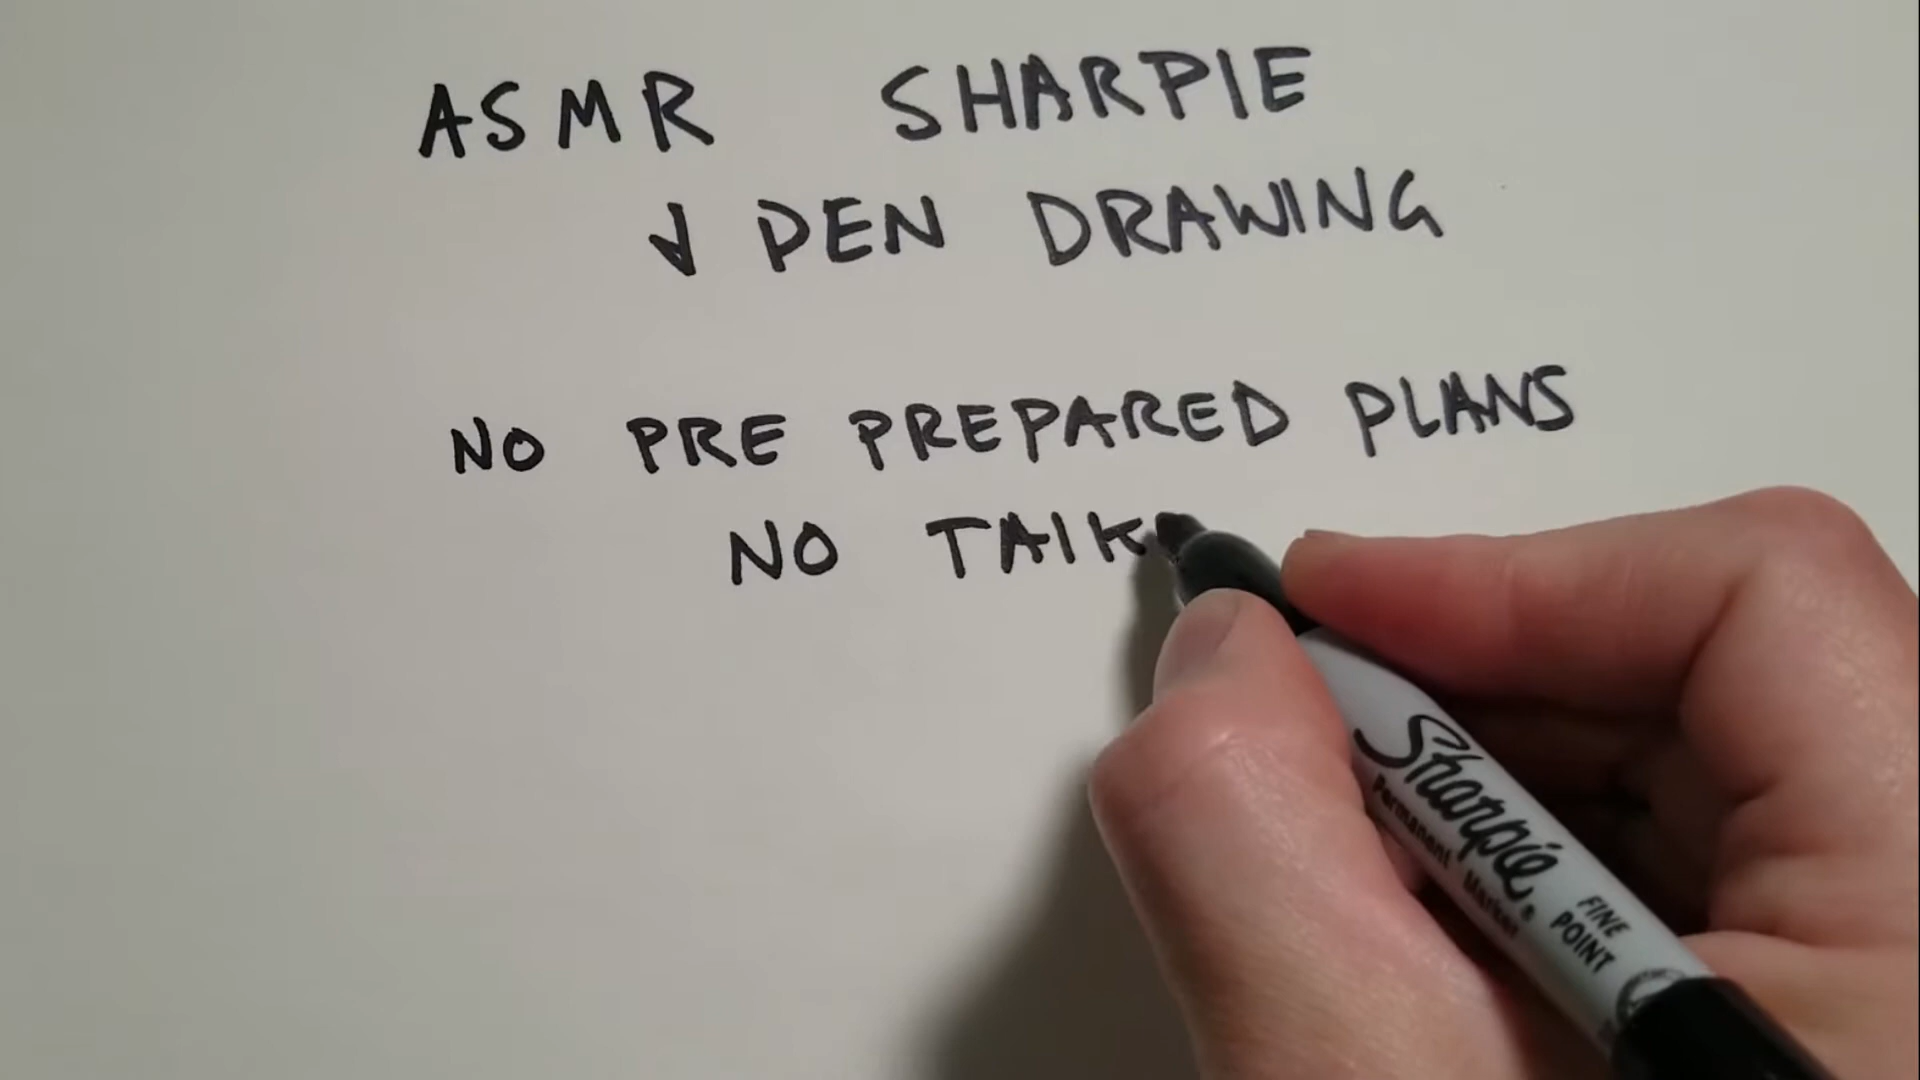 ASMR SHARPIE
↓ PEN DRAWING
NO PRE PREPARED PLANS
NO TAlK
Sharpie.
Permanent Marker
FINE
POINT